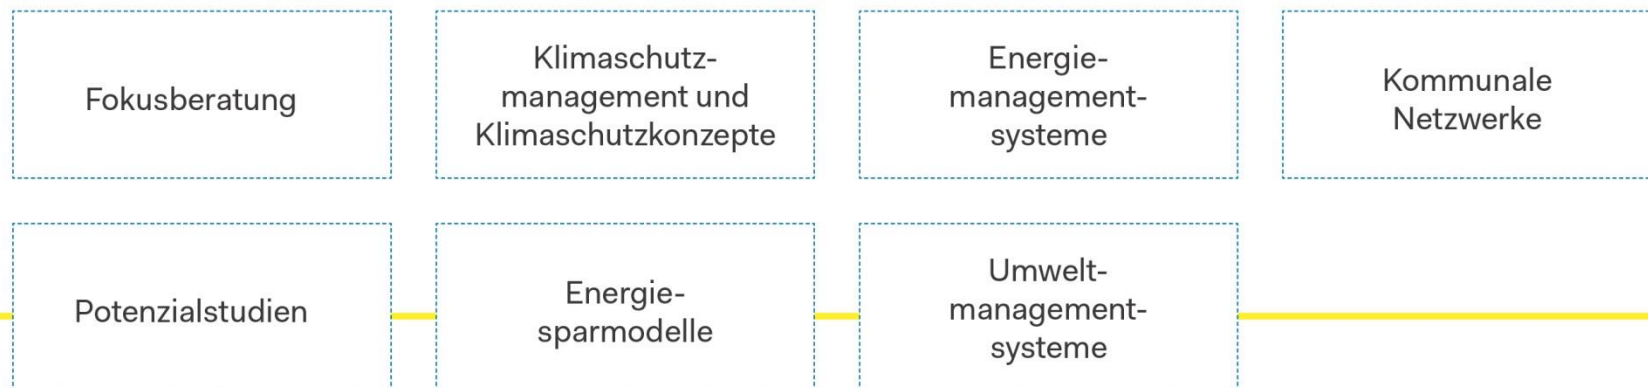 Fokusberatung
Klimaschutz-
management und
Klimaschutzkonzepte
Energie-
management-
systeme
Kommunale
Netzwerke
Potenzialstudien
Energie-
sparmodelle
Umwelt-
management-
systeme